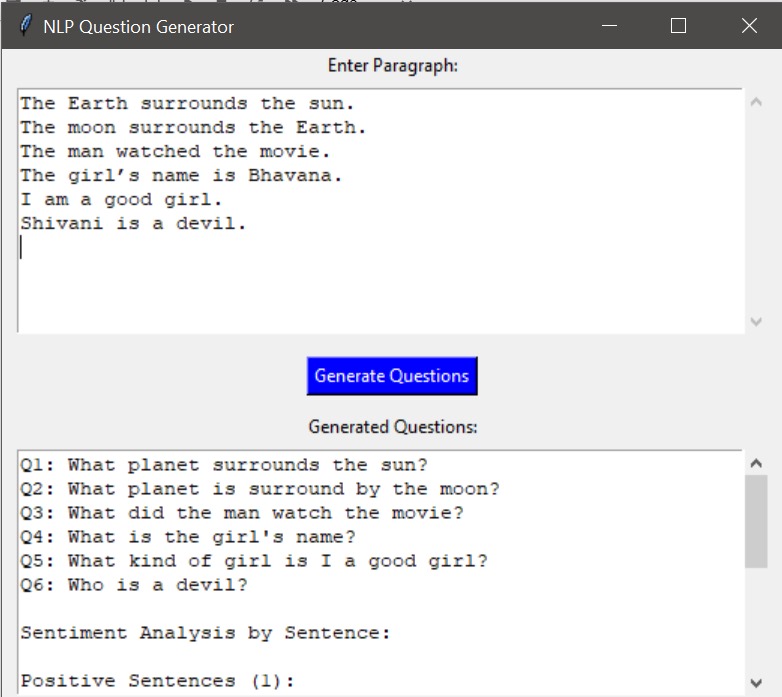 NLP Question Generator
Enter Paragraph:
The Earth surrounds the sun.
The moon surrounds the Earth.
The man watched the movie.
The girl’s name is Bhavana.
I am a good girl.
Shivani is a devil.
Generate Questions
Generated Questions:
Q1: What planet surrounds the sun?
Q2: What planet is surround by the moon?
Q3: What did the man watch the movie?
Q4: What is the girl's name?
Q5: What kind of girl is I a good girl?
Q6: Who is a devil?
Sentiment Analysis by Sentence:
Positive Sentences (1):